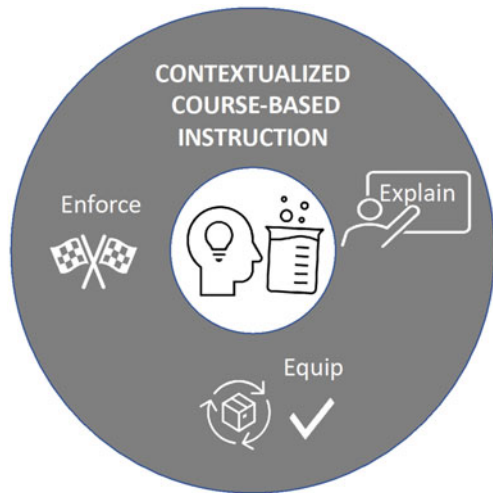 CONTEXTUALIZED
COURSE-BASED
INSTRUCTION
Explain
Enforce
Equip